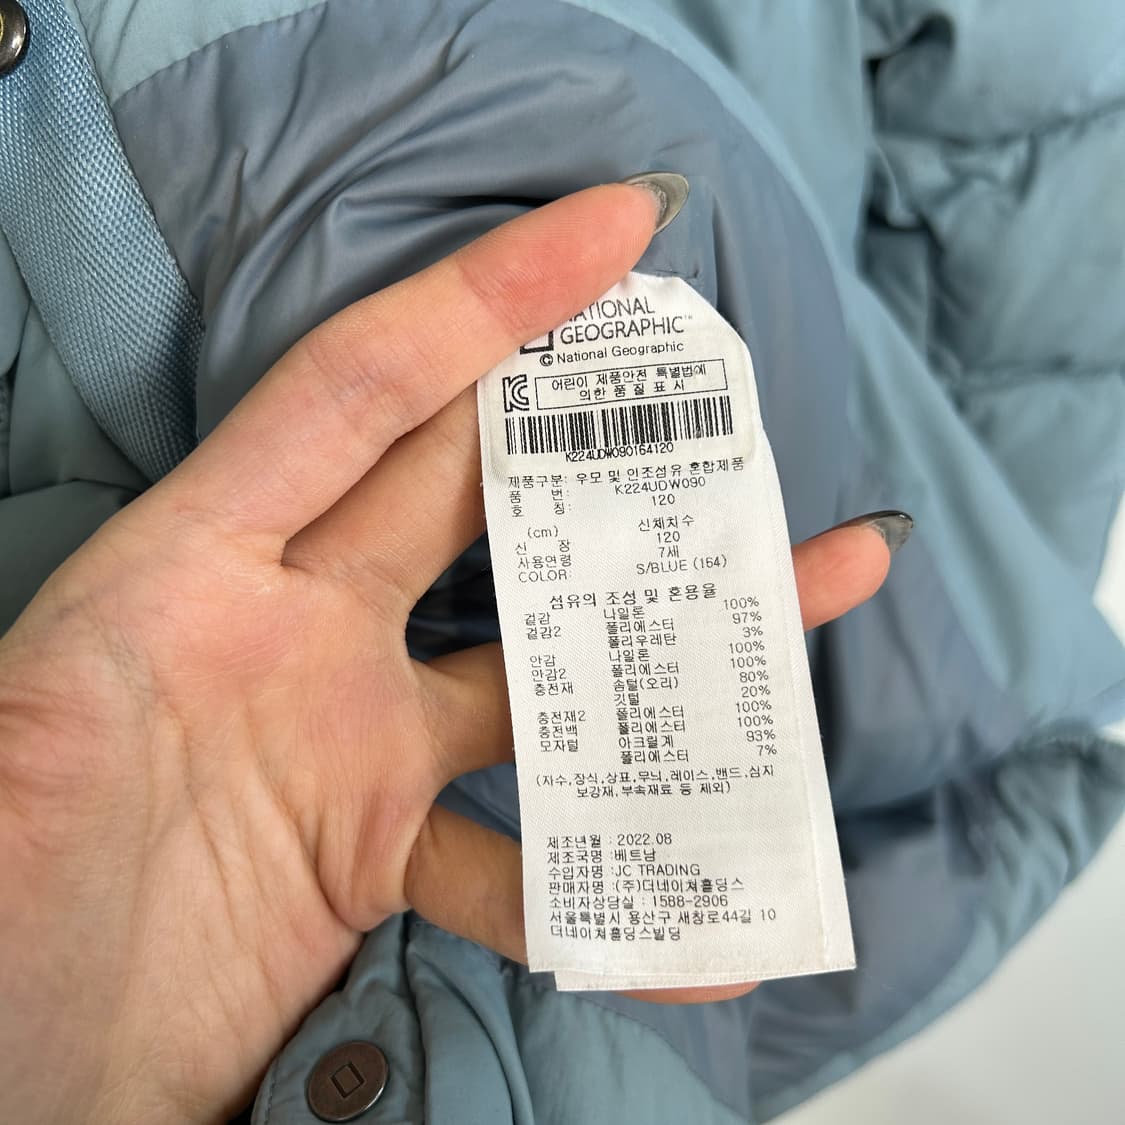 NATIONAL
GEOGRAPHIC™
© National Geographic
어린이 제품안전 특별법에
의한 품 질 표 시
K224UDW090164120
제품구분: 우모 및 인조섬유 혼합제품
품 번: K224UDW090
호 칭: 120
(cm) 신체치수
신 장 120
사용연령 7세
COLOR: S/BLUE (164)
섬유의 조성 및 혼용율
겉감 나일론 100%
겉감2 폴리에스터 97%
폴리우레탄 3%
안감 나일론 100%
안감2 폴리에스터 100%
충전재 솜털(오리) 80%
깃털 20%
충전재2 폴리에스터 100%
충전백 폴리에스터 100%
모자털 아크릴계 93%
폴리에스터 7%
(자수,장식,상표,무늬,레이스,밴드,심지
보강재,부속재료 등 제외)
제조년월 : 2022.08
제조국명 :베트남
수입자명 :JC TRADING
판매자명 :(주)더네이쳐홀딩스
소비자상담실 : 1588-2906
서울특별시 용산구 새창로44길 10
더네이쳐홀딩스빌딩